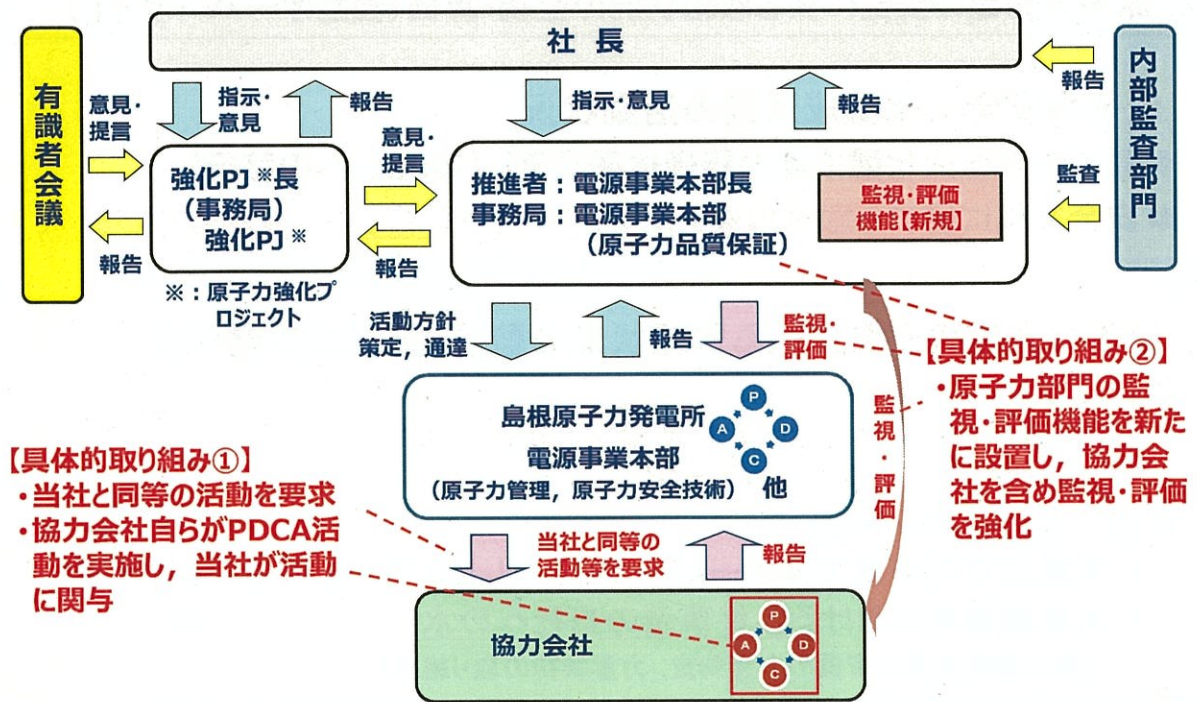 社 長
有識者会議
内部監査部門
意見・
提言
報告
指示・
意見
報告
強化PJ※長
(事務局)
強化PJ※
※：原子力強化プ
ロジェクト
意見・
提言
報告
指示・意見
報告
推進者：電源事業本部長
事務局：電源事業本部
(原子力品質保証)
監視・評価
機能【新規】
報告
監査
活動方針
策定，通達
報告
監視・
評価
監視・評価
島根原子力発電所
電源事業本部
(原子力管理，原子力安全技術) 他
P
A
D
C
【具体的取り組み①】
・当社と同等の活動を要求
・協力会社自らがPDCA活
動を実施し，当社が活動
に関与
【具体的取り組み②】
・原子力部門の監
視・評価機能を新た
に設置し，協力会
社を含め監視・評価
を強化
当社と同等の
活動等を要求
報告
協力会社
P
A
D
C